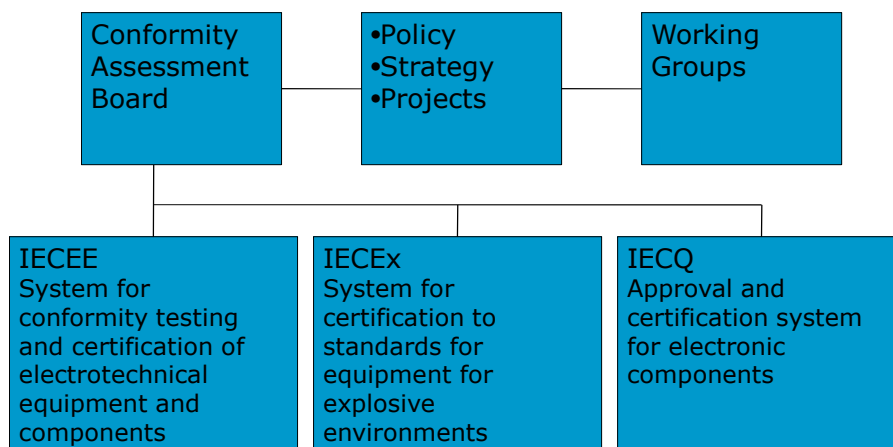 Conformity
Assessment
Board
•Policy
•Strategy
•Projects
Working
Groups
IECEE
System for
conformity testing
and certification of
electrotechnical
equipment and
components
IECEx
System for
certification to
standards for
equipment for
explosive
environments
IECQ
Approval and
certification system
for electronic
components